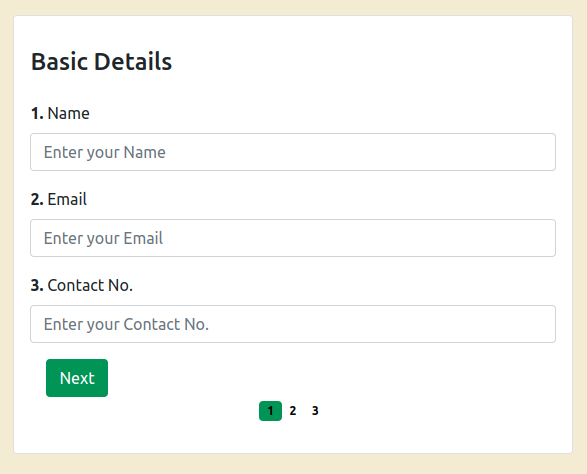 Basic Details
1. Name
Enter your Name
2. Email
Enter your Email
3. Contact No.
Enter your Contact No.
Next
1 2 3